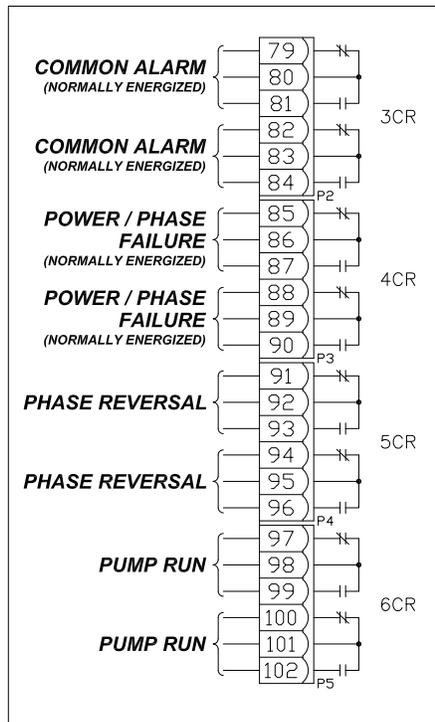 COMMON ALARM
(NORMALLY ENERGIZED)
79
80
81
3CR
COMMON ALARM
(NORMALLY ENERGIZED)
82
83
84
P2
POWER / PHASE
FAILURE
(NORMALLY ENERGIZED)
85
86
87
4CR
POWER / PHASE
FAILURE
(NORMALLY ENERGIZED)
88
89
90
P3
PHASE REVERSAL
91
92
93
5CR
PHASE REVERSAL
94
95
96
P4
PUMP RUN
97
98
99
6CR
PUMP RUN
100
101
102
P5